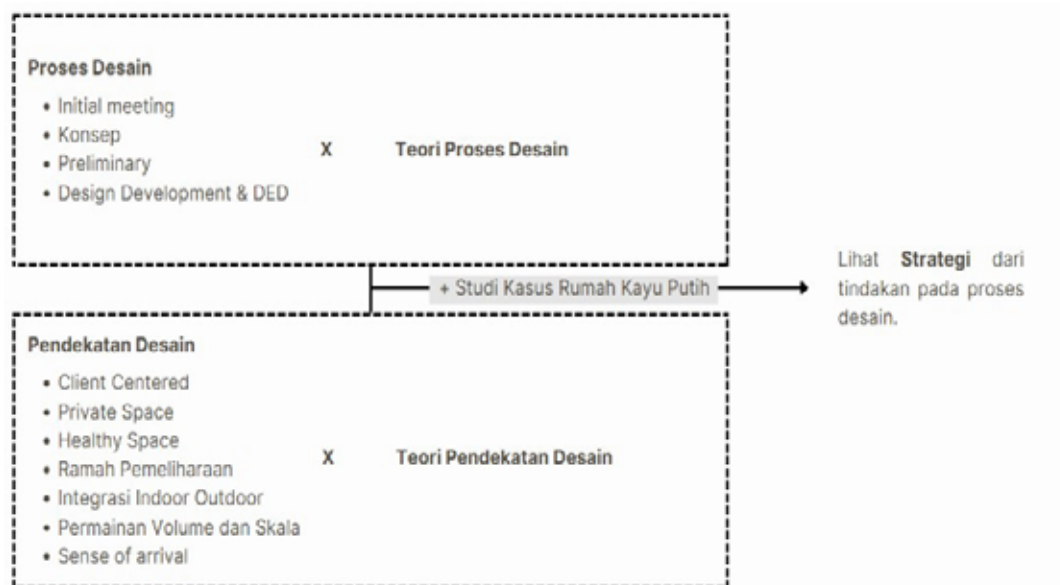 Proses Desain
• Initial meeting
• Konsep
• Preliminary
• Design Development & DED
X
Teori Proses Desain
+ Studi Kasus Rumah Kayu Putih
Lihat Strategi dari
tindakan pada proses
desain.
Pendekatan Desain
• Client Centered
• Private Space
• Healthy Space
• Ramah Pemeliharaan
• Integrasi Indoor Outdoor
• Permainan Volume dan Skala
• Sense of arrival
X
Teori Pendekatan Desain